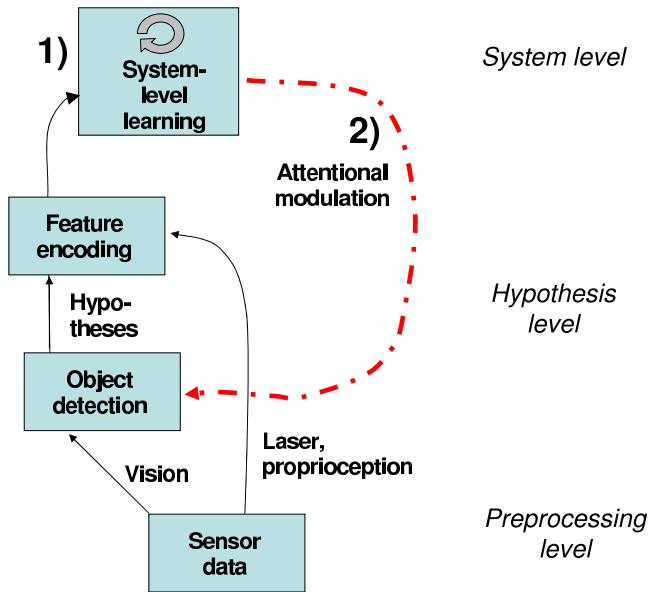 1)
System-
level
learning
System level
2)
Attentional
modulation
Feature
encoding
Hypo-
theses
Hypothesis
level
Object
detection
Laser,
proprioception
Vision
Sensor
data
Preprocessing
level